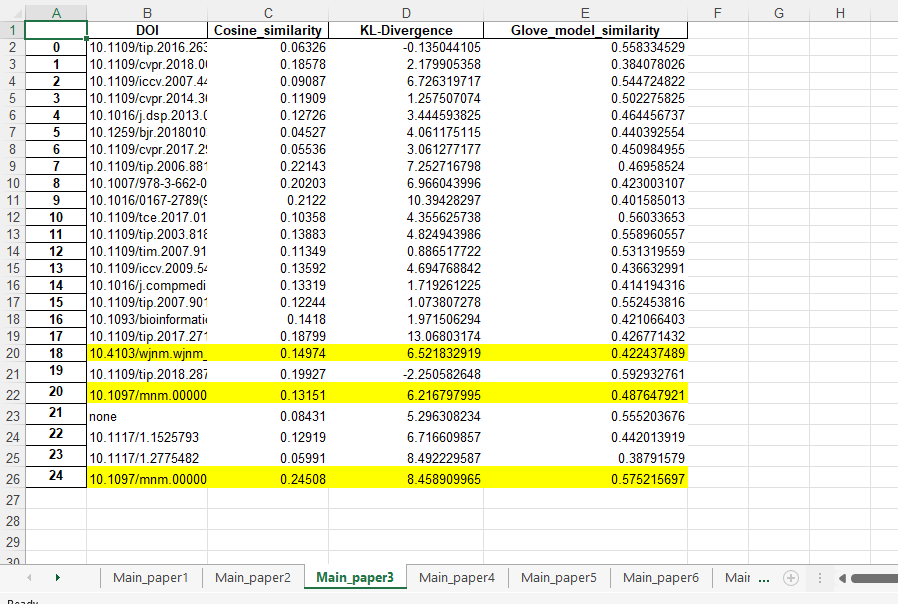 A B C D E F G H
1 DOI Cosine_similarity KL-Divergence Glove_model_similarity
2 0 10.1109/tip.2016.263 0.06326 -0.135044105 0.558334529
3 1 10.1109/cvpr.2018.0 0.18578 2.179905358 0.384078026
4 2 10.1109/iccv.2007.4 0.09087 6.726319717 0.544724822
5 3 10.1109/cvpr.2014.3 0.11909 1.257507074 0.502275825
6 4 10.1016/j.dsp.2013.0 0.12726 3.444593825 0.464456737
7 5 10.1259/bjr.2018010 0.04527 4.061175115 0.440392554
8 6 10.1109/cvpr.2017.2 0.05536 3.061277177 0.450984955
9 7 10.1109/tip.2006.881 0.22143 7.252716798 0.46958524
10 8 10.1007/978-3-662-0 0.20203 6.966043996 0.423003107
11 9 10.1016/0167-2789(9 0.2122 10.39428297 0.401585013
12 10 10.1109/tce.2017.01 0.10358 4.355625738 0.56033653
13 11 10.1109/tip.2003.818 0.13883 4.824943986 0.558960557
14 12 10.1109/tim.2007.91 0.11349 0.886517722 0.531319559
15 13 10.1109/iccv.2009.54 0.13592 4.694768842 0.436632991
16 14 10.1016/j.compmedi 0.13319 1.719261225 0.414194316
17 15 10.1109/tip.2007.901 0.12244 1.073807278 0.552453816
18 16 10.1093/bioinformati 0.1418 1.971506294 0.421066403
19 17 10.1109/tip.2017.271 0.18799 13.06803174 0.426771432
20 18 10.4103/wjnm.wjnm_ 0.14974 6.521832919 0.422437489
21 19 10.1109/tip.2018.287 0.19927 -2.250582648 0.592932761
22 20 10.1097/mnm.00000 0.13151 6.216797995 0.487647921
23 21 none 0.08431 5.296308234 0.555203676
24 22 10.1117/1.1525793 0.12919 6.716609857 0.442013919
25 23 10.1117/1.2775482 0.05991 8.492229587 0.38791579
26 24 10.1097/mnm.00000 0.24508 8.458909965 0.575215697
27
28
29
30
Main_paper1 Main_paper2 Main_paper3 Main_paper4 Main_paper5 Main_paper6 Mair ...